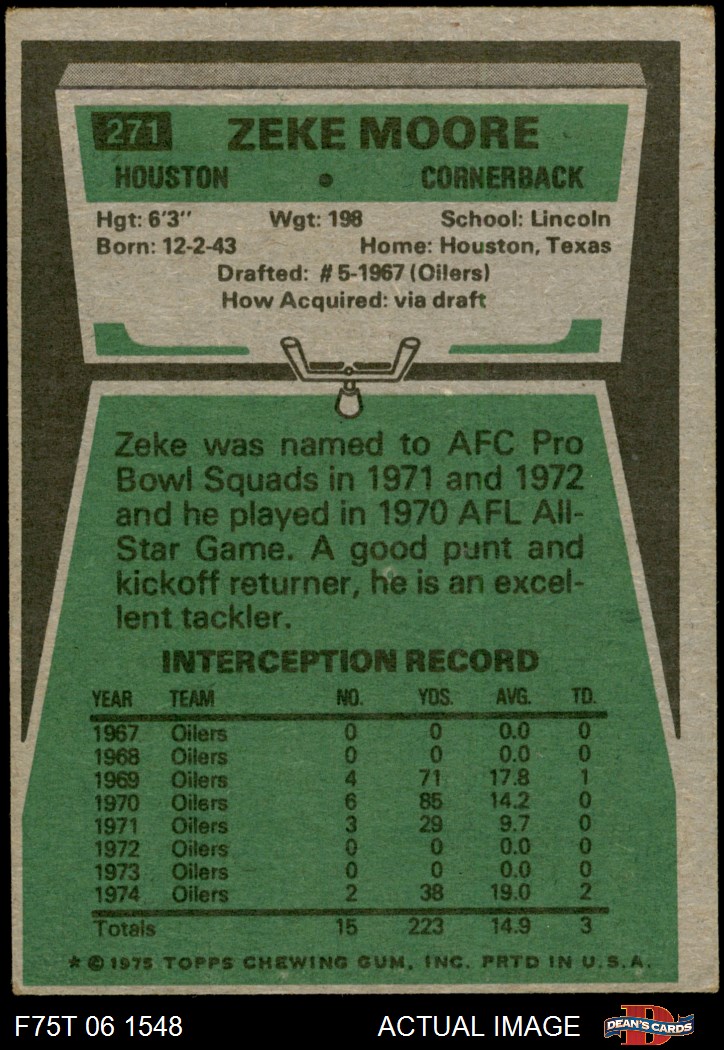 271 ZEKE MOORE
HOUSTON • CORNERBACK
Hgt: 6'3" Wgt: 198 School: Lincoln
Born: 12-2-43 Home: Houston, Texas
Drafted: #5-1967 (Oilers)
How Acquired: via draft
Zeke was named to AFC Pro
Bowl Squads in 1971 and 1972
and he played in 1970 AFL All-
Star Game. A good punt and
kickoff returner, he is an excel-
lent tackler.
INTERCEPTION RECORD
YEAR TEAM NO. YDS. AVG. TD.
1967 Oilers 0 0 0.0 0
1968 Oilers 0 0 0.0 0
1969 Oilers 4 71 17.8 1
1970 Oilers 6 85 14.2 0
1971 Oilers 3 29 9.7 0
1972 Oilers 0 0 0.0 0
1973 Oilers 0 0 0.0 0
1974 Oilers 2 38 19.0 2
Totals 15 223 14.9 3
* © 1975 TOPPS CHEWING GUM, INC. PRTD IN U.S.A.
F75T 06 1548 ACTUAL IMAGE D DEAN'S CARDS